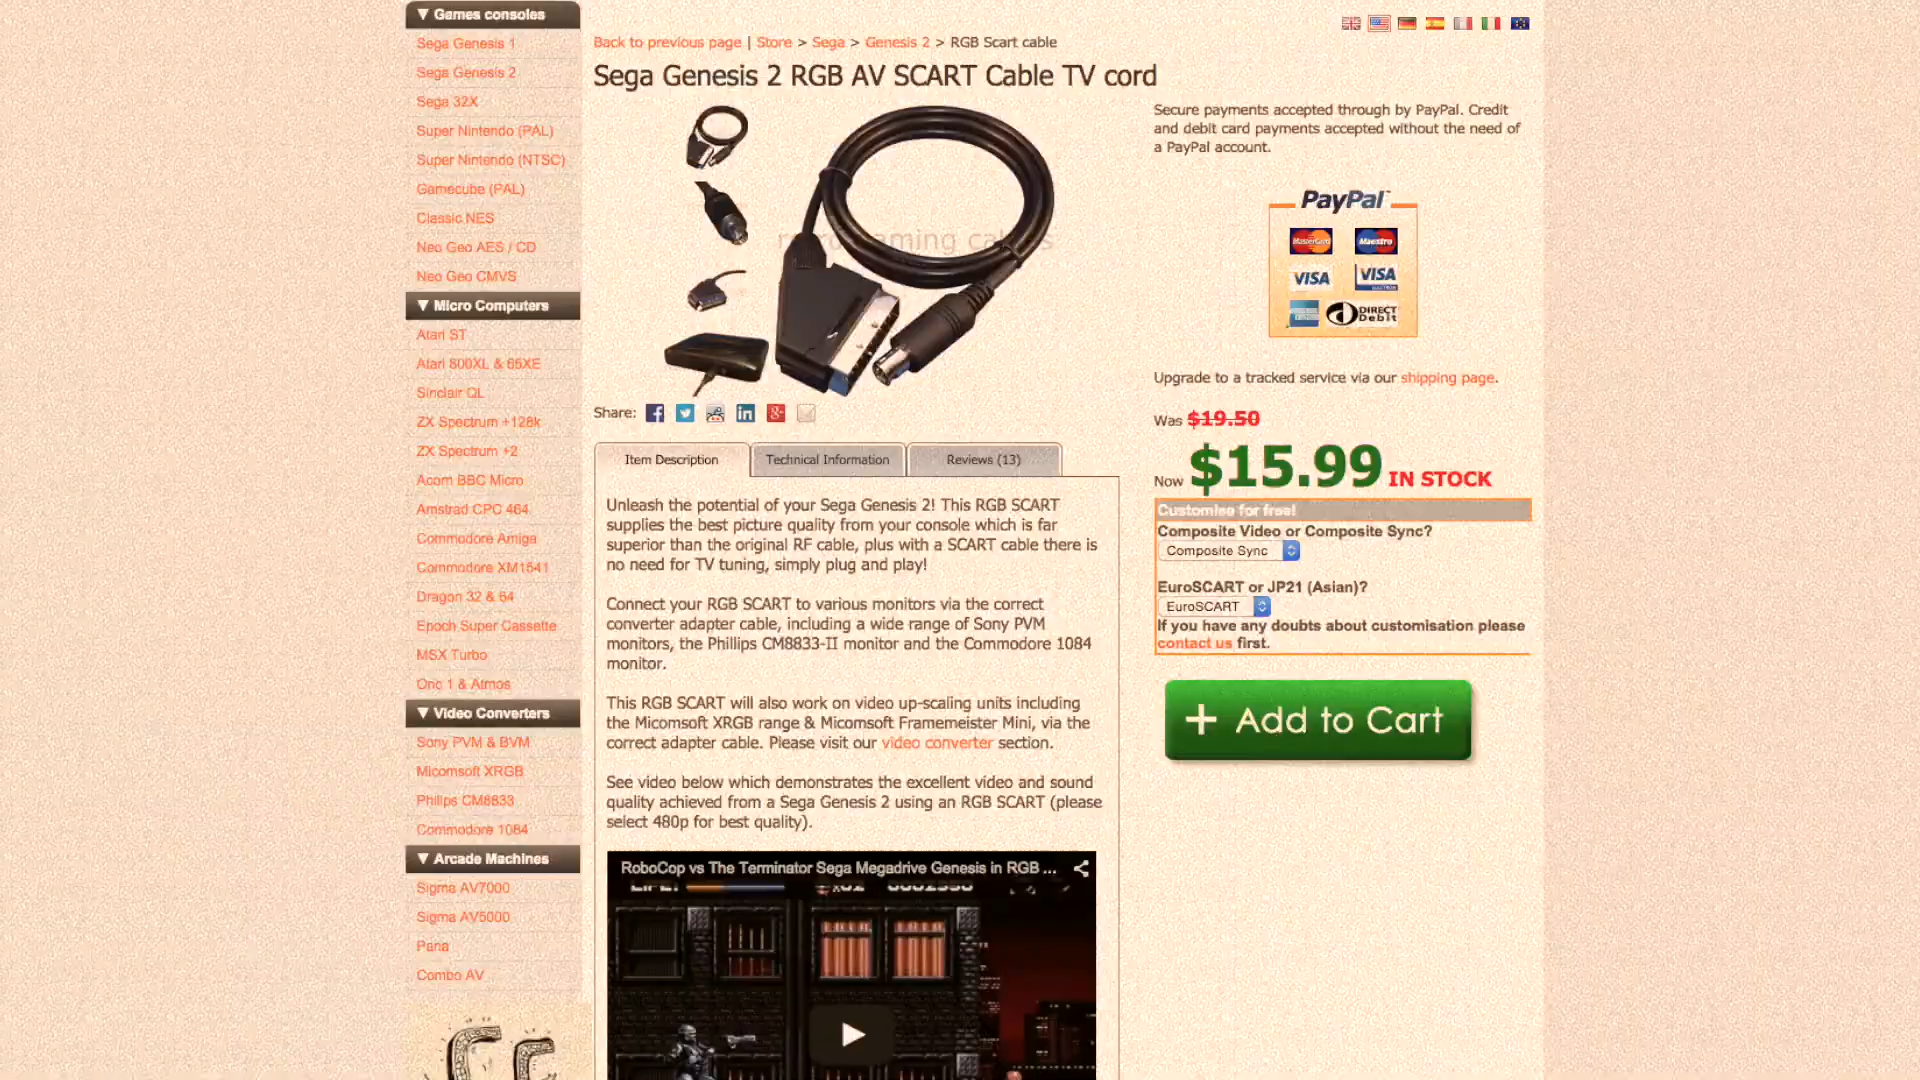 ▼ Games consoles
Sega Genesis 1
Sega Genesis 2
Sega 32X
Super Nintendo (PAL)
Super Nintendo (NTSC)
Gamecube (PAL)
Classic NES
Neo Geo AES / CD
Neo Geo CMVS
▼ Micro Computers
Atari ST
Atari 800XL & 65XE
Sinclair QL
ZX Spectrum +128k
ZX Spectrum +2
Acorn BBC Micro
Amstrad CPC 464
Commodore Amiga
Commodore XM1541
Dragon 32 & 64
Epoch Super Cassette
MSX Turbo
Oric 1 & Atmos
▼ Video Converters
Sony PVM & BVM
Micomsoft XRGB
Philips CM8833
Commodore 1084
▼ Arcade Machines
Sigma AV7000
Sigma AV5000
Pana
Combo AV
Back to previous page | Store > Sega > Genesis 2 > RGB Scart cable
Sega Genesis 2 RGB AV SCART Cable TV cord
retro gaming cables
Share:
Item Description
Technical Information
Reviews (13)
Unleash the potential of your Sega Genesis 2! This RGB SCART
supplies the best picture quality from your console which is far
superior than the original RF cable, plus with a SCART cable there is
no need for TV tuning, simply plug and play!
Connect your RGB SCART to various monitors via the correct
converter adapter cable, including a wide range of Sony PVM
monitors, the Phillips CM8833-II monitor and the Commodore 1084
monitor.
This RGB SCART will also work on video up-scaling units including
the Micomsoft XRGB range & Micomsoft Framemeister Mini, via the
correct adapter cable. Please visit our video converter section.
See video below which demonstrates the excellent video and sound
quality achieved from a Sega Genesis 2 using an RGB SCART (please
select 480p for best quality).
RoboCop vs The Terminator Sega Megadrive Genesis in RGB ...
Secure payments accepted through by PayPal. Credit
and debit card payments accepted without the need of
a PayPal account.
PayPal
MasterCard
Maestro
VISA
VISA
ELECTRON
DIRECT
Debit
Upgrade to a tracked service via our shipping page.
Was $19.50
Now $15.99 IN STOCK
Customise for free!
Composite Video or Composite Sync?
Composite Sync
EuroSCART or JP21 (Asian)?
EuroSCART
If you have any doubts about customisation please
contact us first.
+ Add to Cart